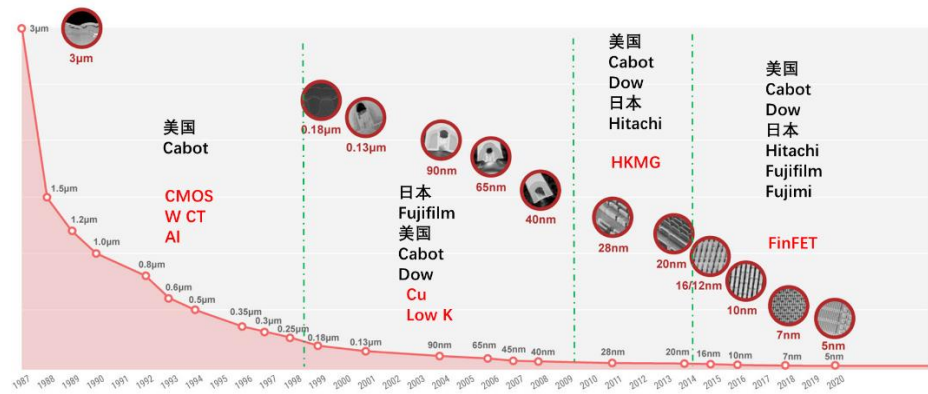 3μm
3μm
1.5μm
1.2μm
1.0μm
0.8μm
0.6μm
0.5μm
0.35μm
0.3μm
0.25μm
0.18μm
0.13μm
90nm
65nm
45nm
40nm
28nm
20nm
16nm
10nm
7nm
5nm
美国
Cabot
CMOS
W CT
Al
0.18μm
0.13μm
90nm
65nm
40nm
日本
Fujifilm
美国
Cabot
Dow
Cu
Low K
美国
Cabot
Dow
日本
Hitachi
HKMG
28nm
20nm
美国
Cabot
Dow
日本
Hitachi
Fujifilm
Fujimi
FinFET
16/12nm
10nm
7nm
5nm
1987 1988 1989 1990 1991 1992 1993 1994 1995 1996 1997 1998 1999 2000 2001 2002 2003 2004 2005 2006 2007 2008 2009 2010 2011 2012 2013 2014 2015 2016 2017 2018 2019 2020